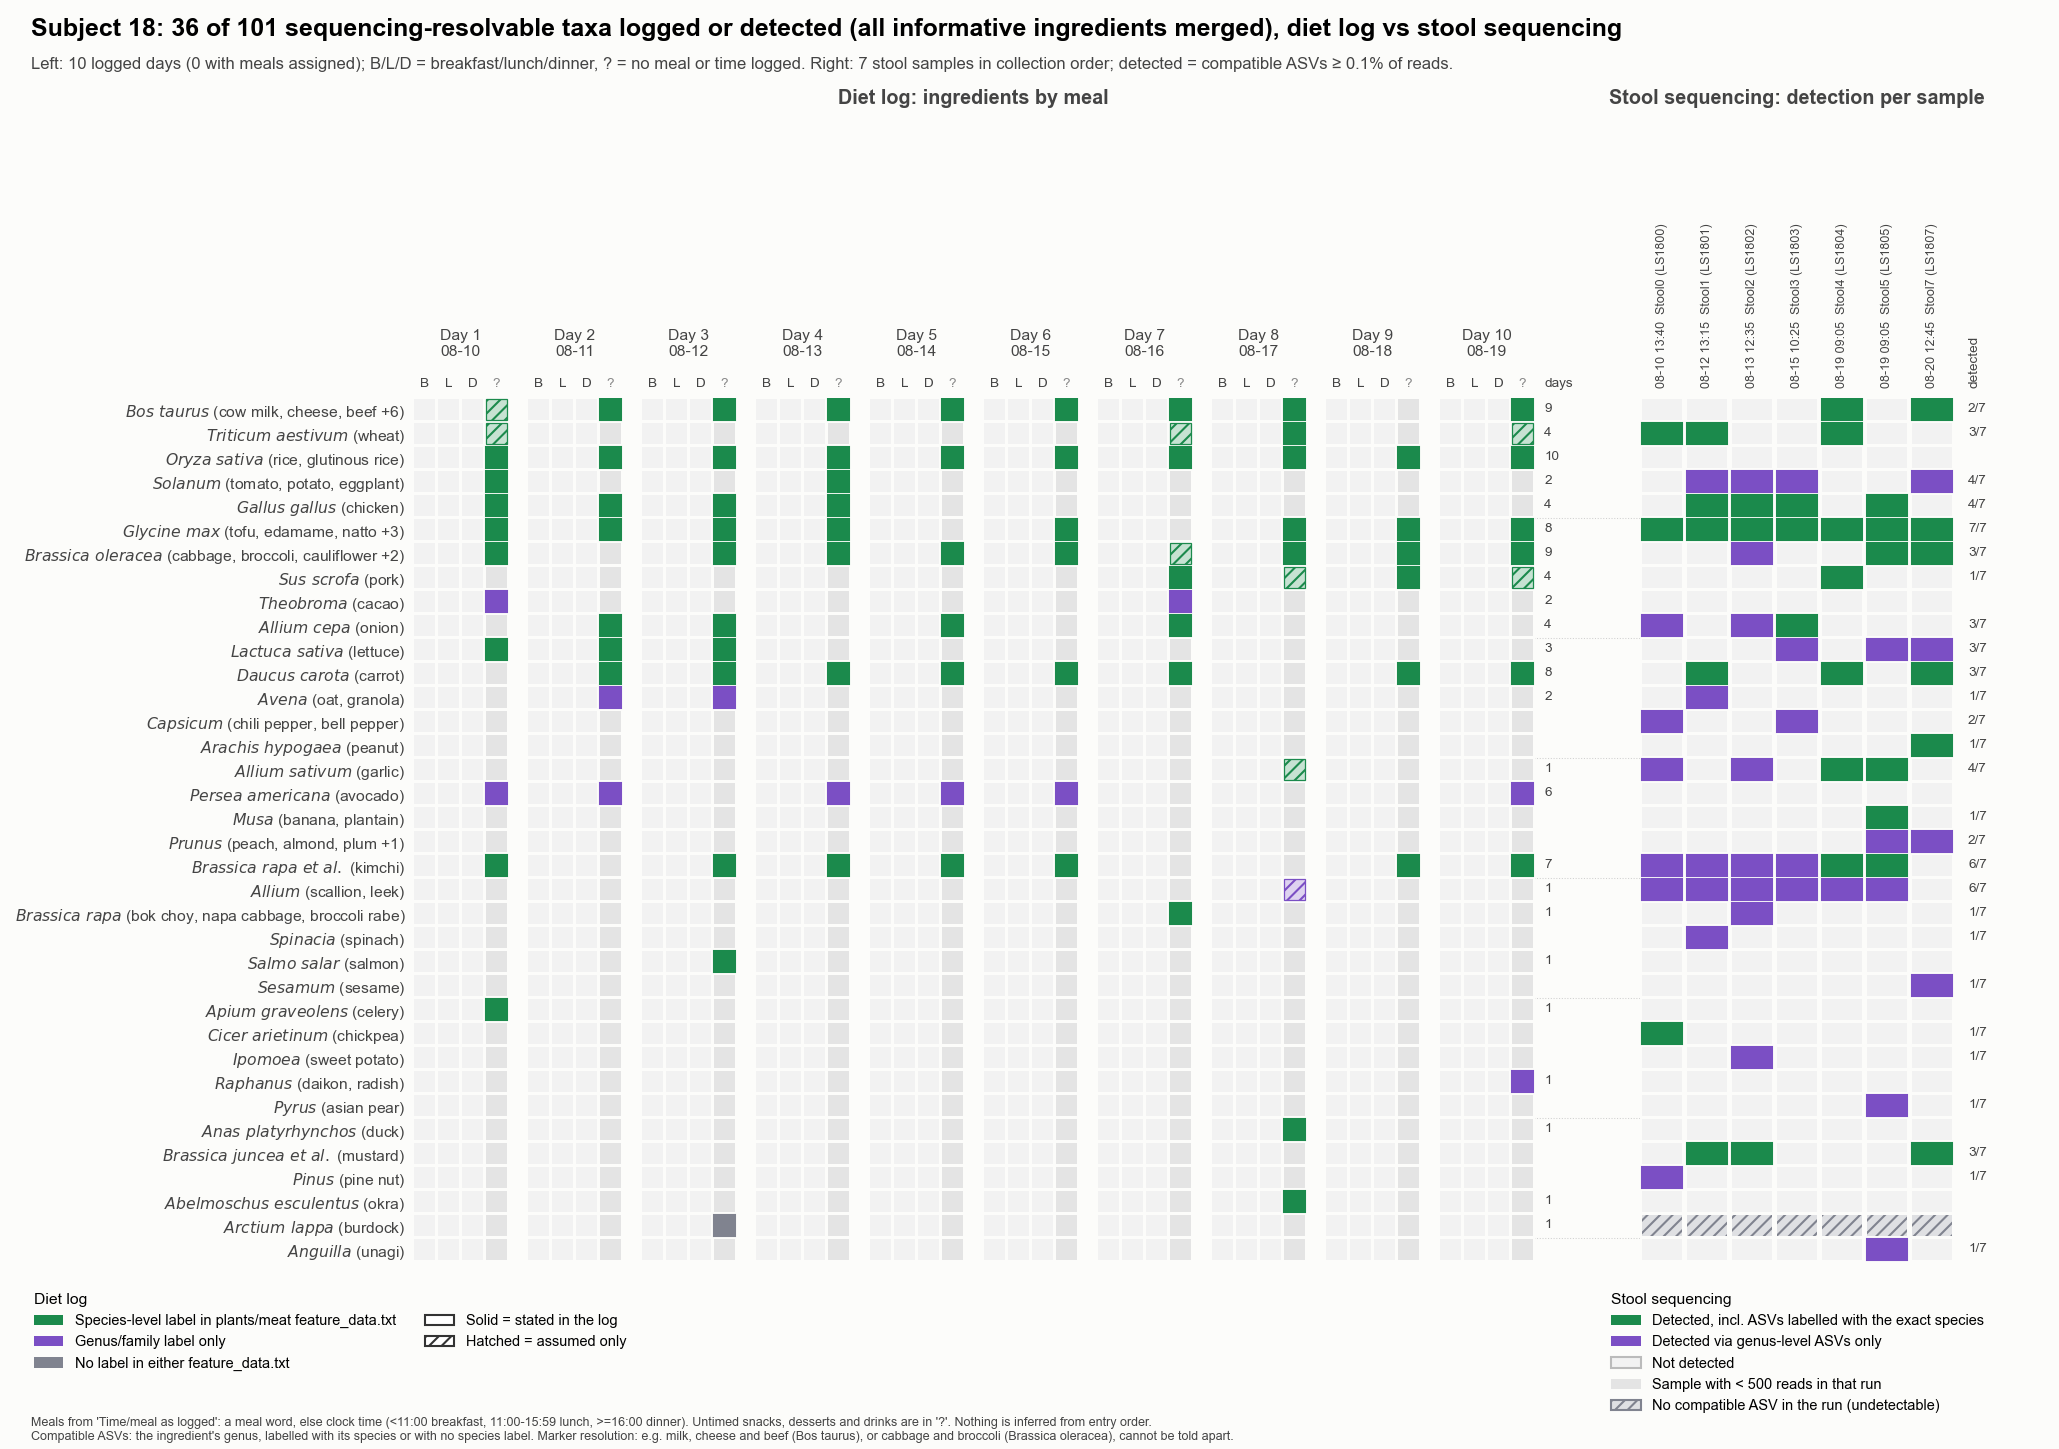 Subject 18: 36 of 101 sequencing-resolvable taxa logged or detected (all informative ingredients merged), diet log vs stool sequencing
Left: 10 logged days (0 with meals assigned); B/L/D = breakfast/lunch/dinner, ? = no meal or time logged. Right: 7 stool samples in collection order; detected = compatible ASVs ≥ 0.1% of reads.
Diet log: ingredients by meal
Stool sequencing: detection per sample
08-10 13:40 Stool0 (LS1800)
08-12 13:15 Stool1 (LS1801)
08-13 12:35 Stool2 (LS1802)
08-15 10:25 Stool3 (LS1803)
08-19 09:05 Stool4 (LS1804)
08-19 09:05 Stool5 (LS1805)
08-20 12:45 Stool7 (LS1807)
detected
Day 1 Day 2 Day 3 Day 4 Day 5 Day 6 Day 7 Day 8 Day 9 Day 10
08-10 08-11 08-12 08-13 08-14 08-15 08-16 08-17 08-18 08-19
B L D ? B L D ? B L D ? B L D ? B L D ? B L D ? B L D ? B L D ? B L D ? B L D ? days
Bos taurus (cow milk, cheese, beef +6) 9 2/7
Triticum aestivum (wheat) 4 3/7
Oryza sativa (rice, glutinous rice) 10
Solanum (tomato, potato, eggplant) 2 4/7
Gallus gallus (chicken) 4 4/7
Glycine max (tofu, edamame, natto +3) 8 7/7
Brassica oleracea (cabbage, broccoli, cauliflower +2) 9 3/7
Sus scrofa (pork) 4 1/7
Theobroma (cacao) 2
Allium cepa (onion) 4 3/7
Lactuca sativa (lettuce) 3 3/7
Daucus carota (carrot) 8 3/7
Avena (oat, granola) 2 1/7
Capsicum (chili pepper, bell pepper) 2/7
Arachis hypogaea (peanut) 1/7
Allium sativum (garlic) 1 4/7
Persea americana (avocado) 6
Musa (banana, plantain) 1/7
Prunus (peach, almond, plum +1) 2/7
Brassica rapa et al. (kimchi) 7 6/7
Allium (scallion, leek) 1 6/7
Brassica rapa (bok choy, napa cabbage, broccoli rabe) 1 1/7
Spinacia (spinach) 1/7
Salmo salar (salmon) 1
Sesamum (sesame) 1/7
Apium graveolens (celery) 1
Cicer arietinum (chickpea) 1/7
Ipomoea (sweet potato) 1/7
Raphanus (daikon, radish) 1
Pyrus (asian pear) 1/7
Anas platyrhynchos (duck) 1
Brassica juncea et al. (mustard) 3/7
Pinus (pine nut) 1/7
Abelmoschus esculentus (okra) 1
Arctium lappa (burdock) 1
Anguilla (unagi) 1/7
Diet log
Species-level label in plants/meat feature_data.txt
Genus/family label only
No label in either feature_data.txt
Solid = stated in the log
Hatched = assumed only
Stool sequencing
Detected, incl. ASVs labelled with the exact species
Detected via genus-level ASVs only
Not detected
Sample with < 500 reads in that run
No compatible ASV in the run (undetectable)
Meals from 'Time/meal as logged': a meal word, else clock time (<11:00 breakfast, 11:00-15:59 lunch, >=16:00 dinner). Untimed snacks, desserts and drinks are in '?'. Nothing is inferred from entry order.
Compatible ASVs: the ingredient's genus, labelled with its species or with no species label. Marker resolution: e.g. milk, cheese and beef (Bos taurus), or cabbage and broccoli (Brassica oleracea), cannot be told apart.